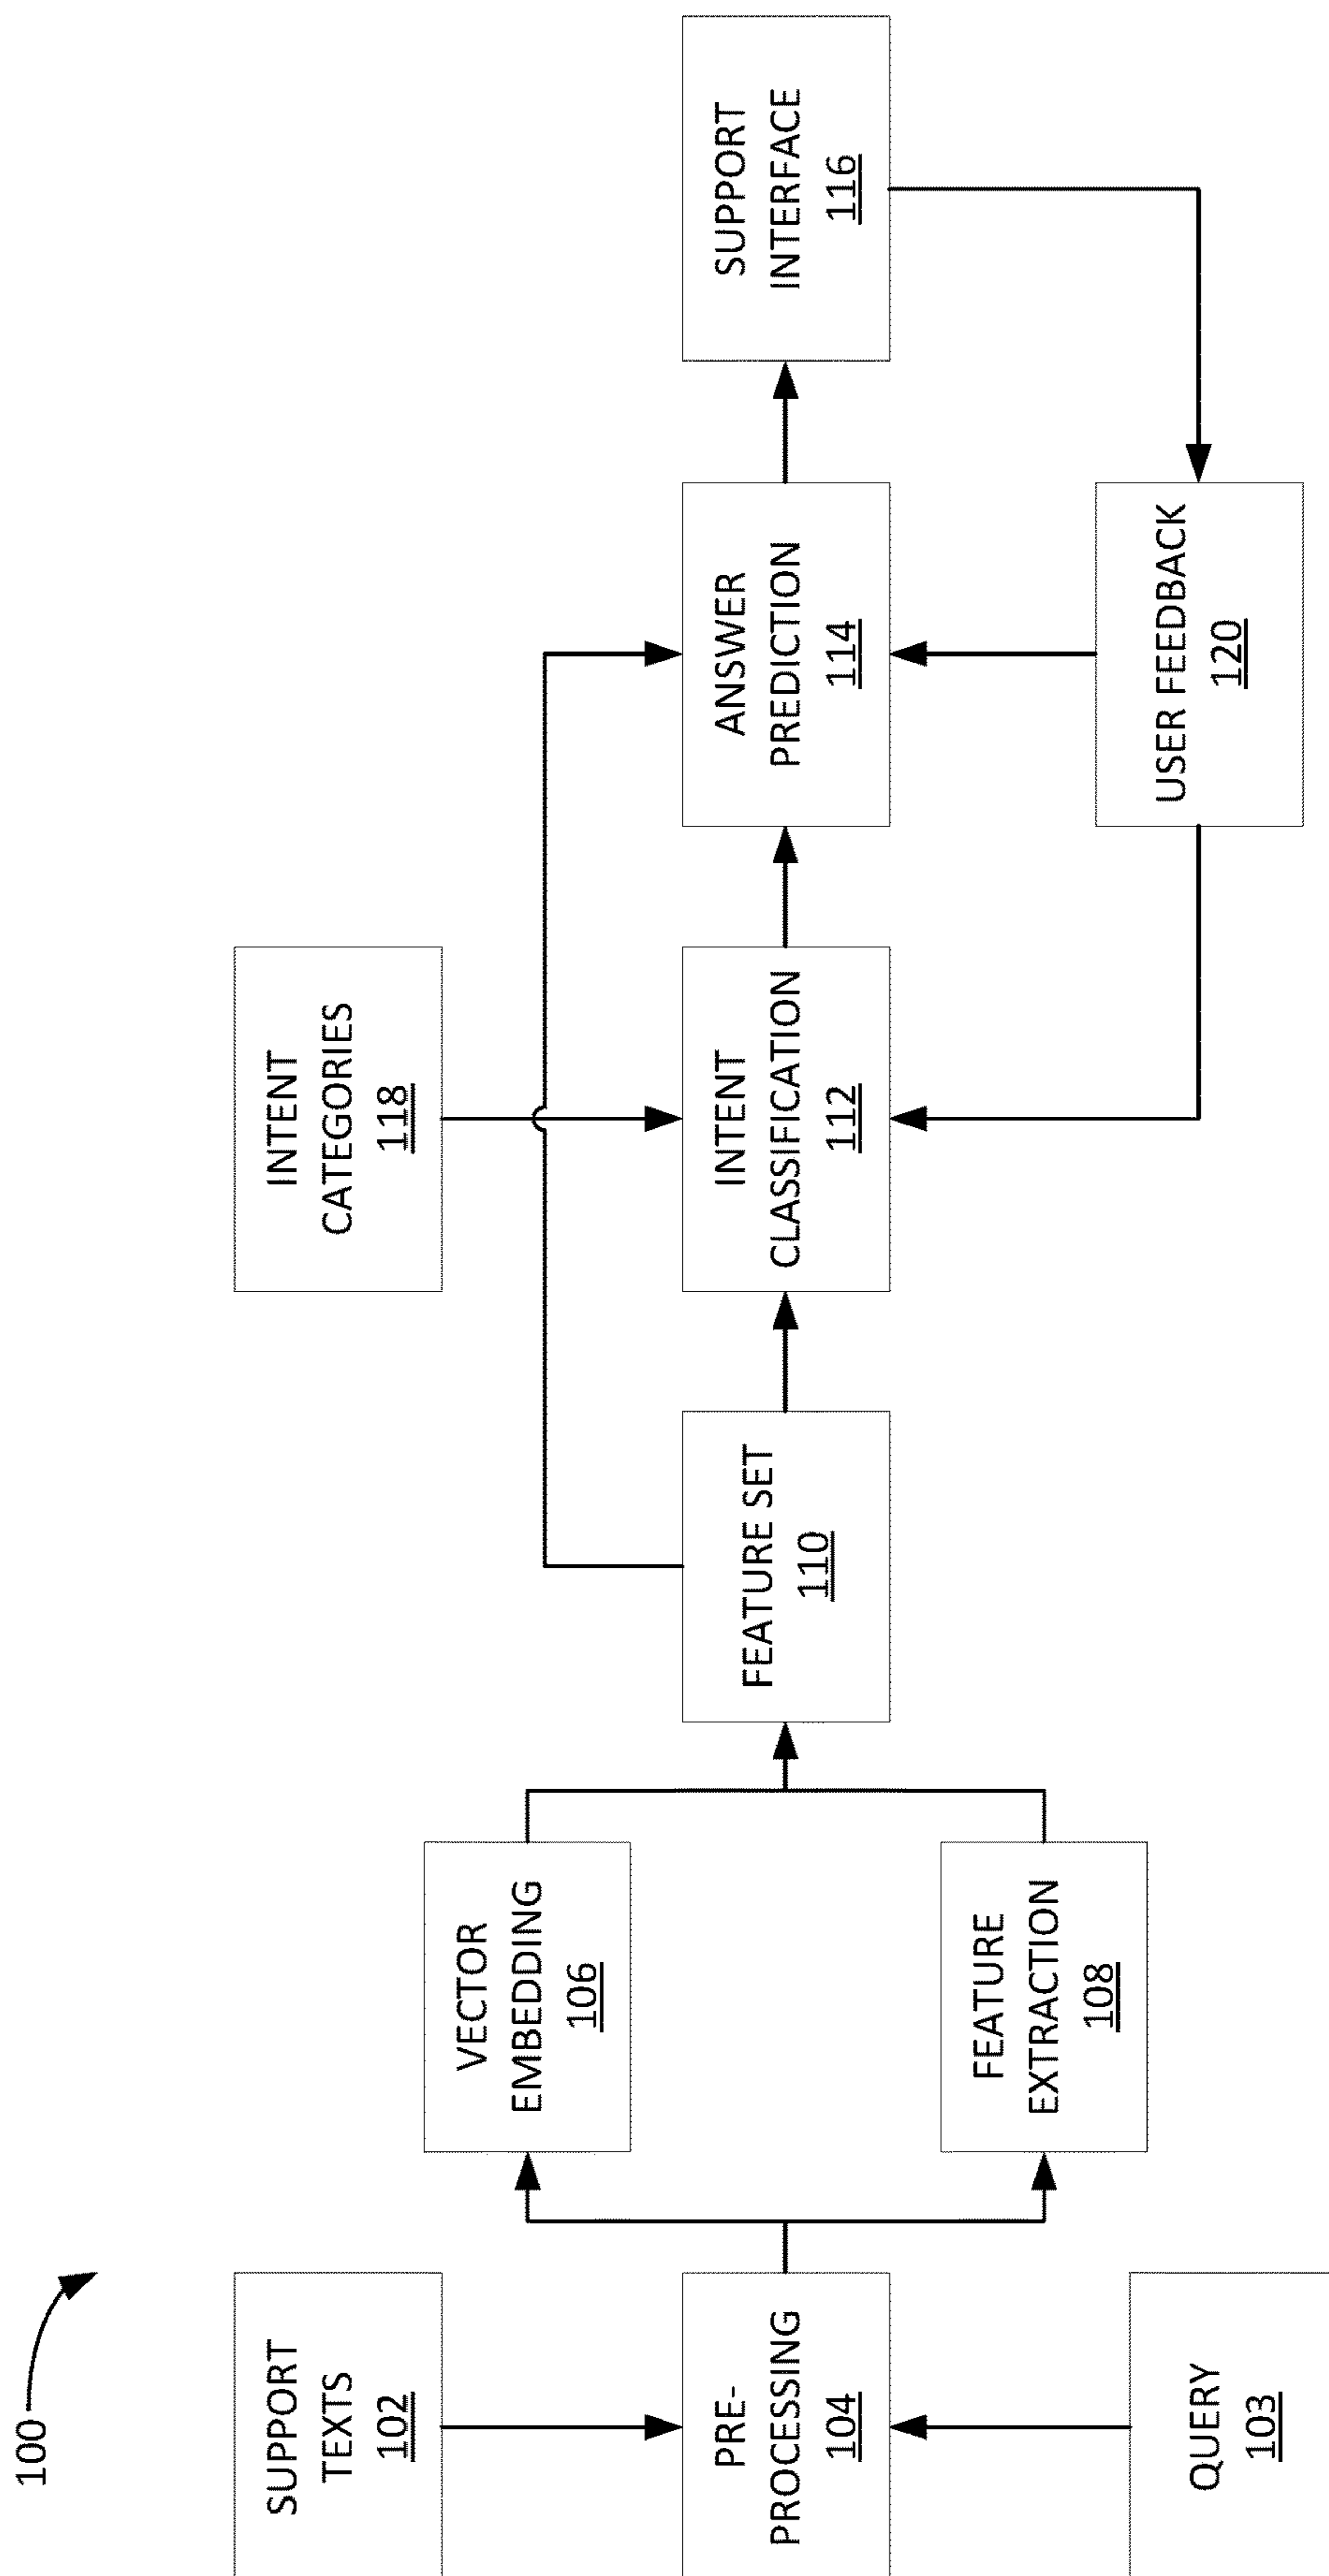 100
SUPPORT
TEXTS
102
PRE-
PROCESSING
104
QUERY
103
VECTOR
EMBEDDING
106
FEATURE
EXTRACTION
108
FEATURE SET
110
INTENT
CATEGORIES
118
INTENT
CLASSIFICATION
112
ANSWER
PREDICTION
114
USER FEEDBACK
120
SUPPORT
INTERFACE
116